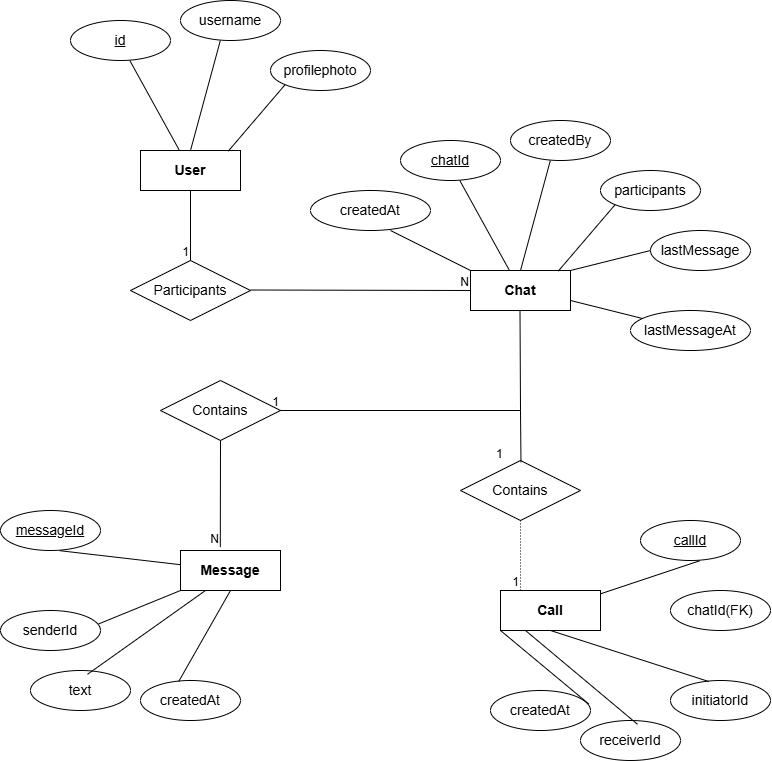 username
id
profilephoto
User
createdBy
chatId
participants
createdAt
lastMessage
1
Participants
N
Chat
lastMessageAt
Contains
1
1
Contains
messageId
N
callId
Message
1
Call
chatId(FK)
senderId
text
createdAt
initiatorId
createdAt
receiverId